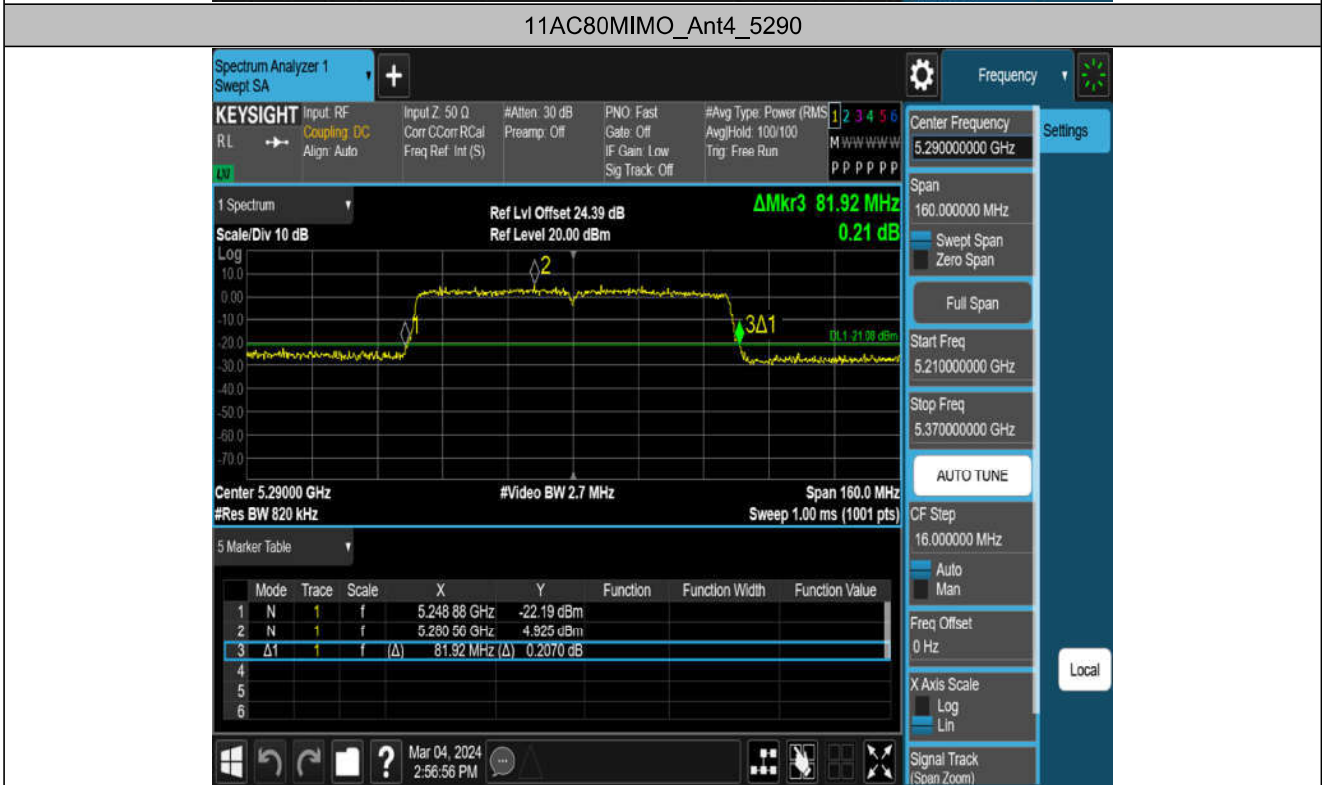 11AC80MIMO_Ant4_5290
Spectrum Analyzer 1
Swept SA
+
Frequency
KEYSIGHT Input: RF Input Z: 50 Ω #Atten: 30 dB PNO: Fast #Avg Type: Power (RMS 1 2 3 4 5 6
RL Coupling: DC Corr CCorr RCal Preamp: Off Gate: Off Avg|Hold: 100/100 M W W W W W
Align: Auto Freq Ref: Int (S) IF Gain: Low Trig: Free Run
Sig Track: Off P P P P P P
1 Spectrum
Scale/Div 10 dB
Ref Lvl Offset 24.39 dB
Ref Level 20.00 dBm
ΔMkr3 81.92 MHz
0.21 dB
Log
10.0
0.00
-10.0
-20.0
-30.0
-40.0
-50.0
-60.0
-70.0
1
2
3Δ1
DL1 -21.08 dBm
Center 5.29000 GHz #Video BW 2.7 MHz Span 160.0 MHz
#Res BW 820 kHz Sweep 1.00 ms (1001 pts)
5 Marker Table
Mode Trace Scale X Y Function Function Width Function Value
1 N 1 f 5.248 88 GHz -22.19 dBm
2 N 1 f 5.280 56 GHz 4.925 dBm
3 Δ1 1 f (Δ) 81.92 MHz (Δ) 0.2070 dB
4
5
6
Center Frequency
5.290000000 GHz
Settings
Span
160.000000 MHz
Swept Span
Zero Span
Full Span
Start Freq
5.210000000 GHz
Stop Freq
5.370000000 GHz
AUTO TUNE
CF Step
16.000000 MHz
Auto
Man
Freq Offset
0 Hz
Local
X Axis Scale
Log
Lin
Signal Track
(Span Zoom)
?
Mar 04, 2024
2:56:56 PM